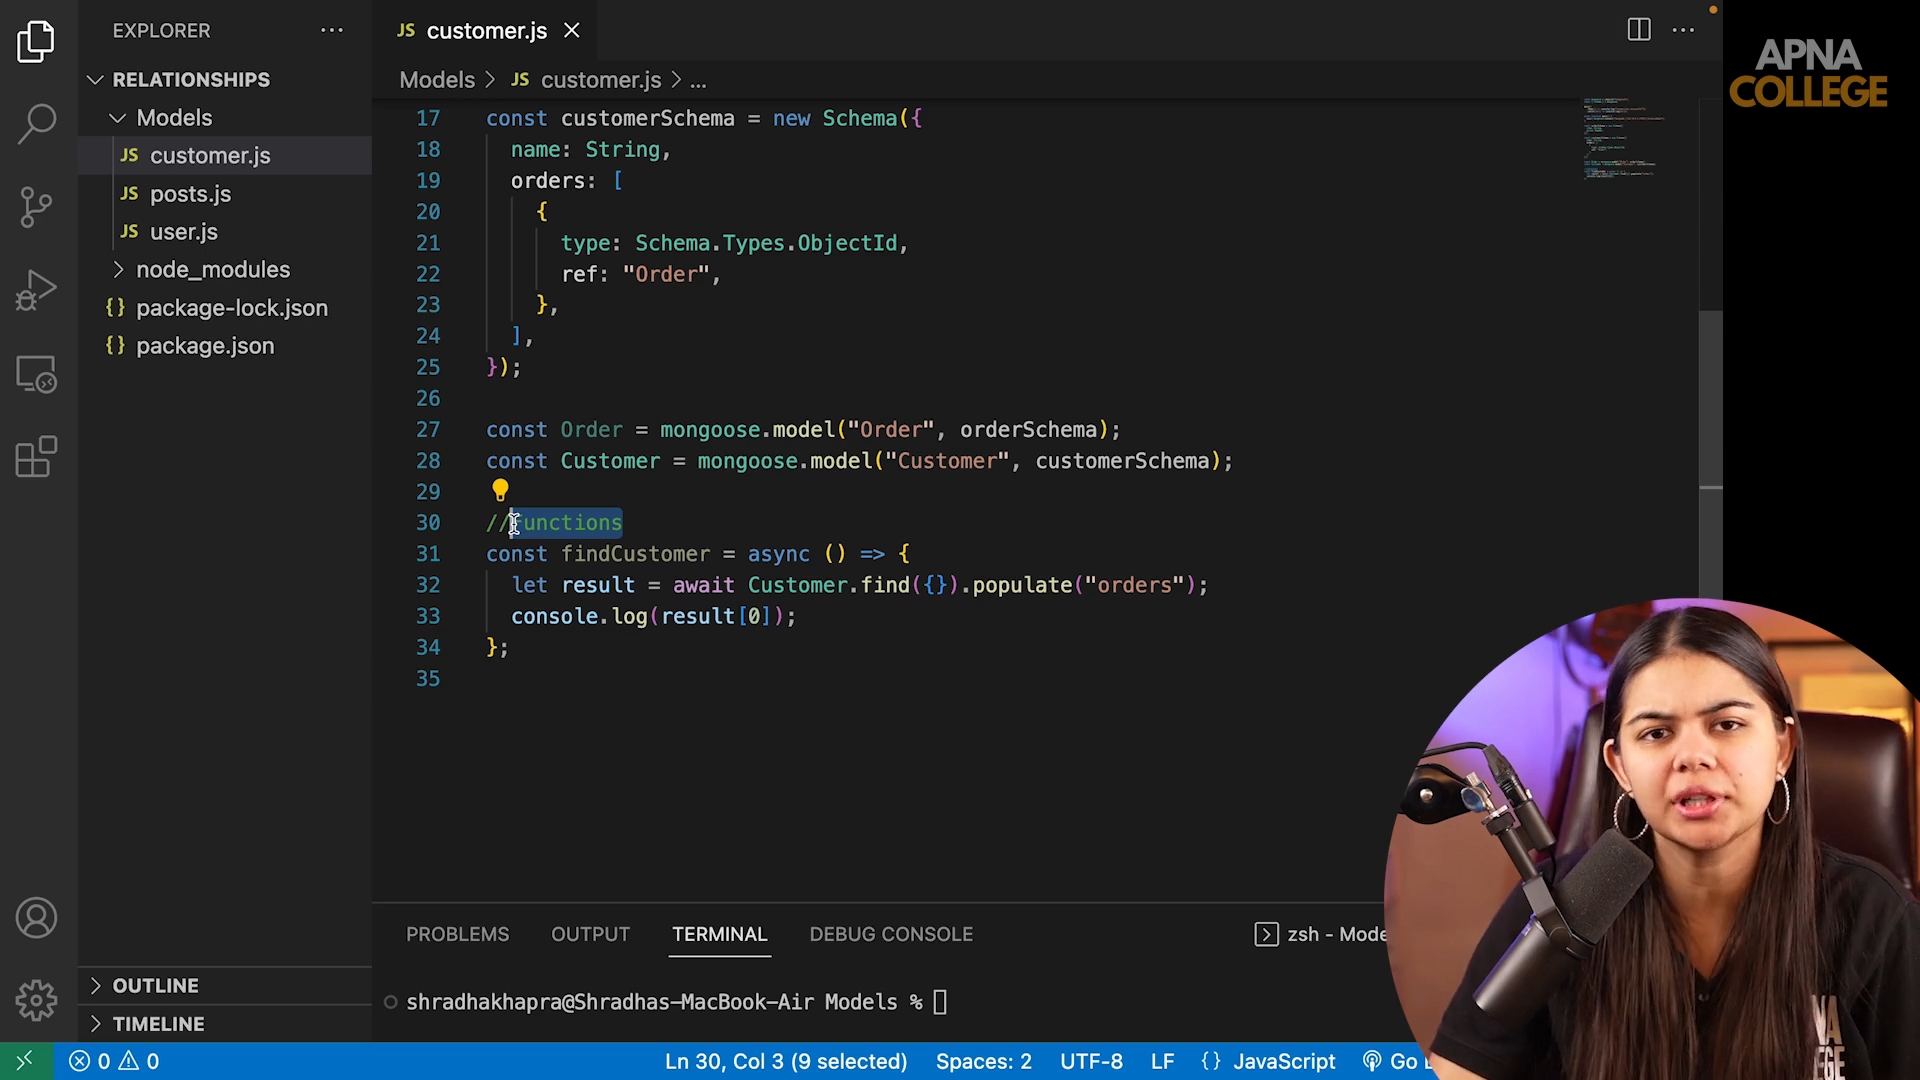 EXPLORER
RELATIONSHIPS
Models
JS customer.js
JS posts.js
JS user.js
node_modules
{} package-lock.json
{} package.json
OUTLINE
TIMELINE
JS customer.js
Models > JS customer.js > ...
17 const customerSchema = new Schema({
18 name: String,
19 orders: [
20 {
21 type: Schema.Types.ObjectId,
22 ref: "Order",
23 },
24 ],
25 });
26
27 const Order = mongoose.model("Order", orderSchema);
28 const Customer = mongoose.model("Customer", customerSchema);
29
30 //Functions
31 const findCustomer = async () => {
32 let result = await Customer.find({}).populate("orders");
33 console.log(result[0]);
34 };
35
PROBLEMS OUTPUT TERMINAL DEBUG CONSOLE zsh - Mode
shradhakhapra@Shradhas-MacBook-Air Models %
0 0 Ln 30, Col 3 (9 selected) Spaces: 2 UTF-8 LF {} JavaScript Go
APNA
COLLEGE